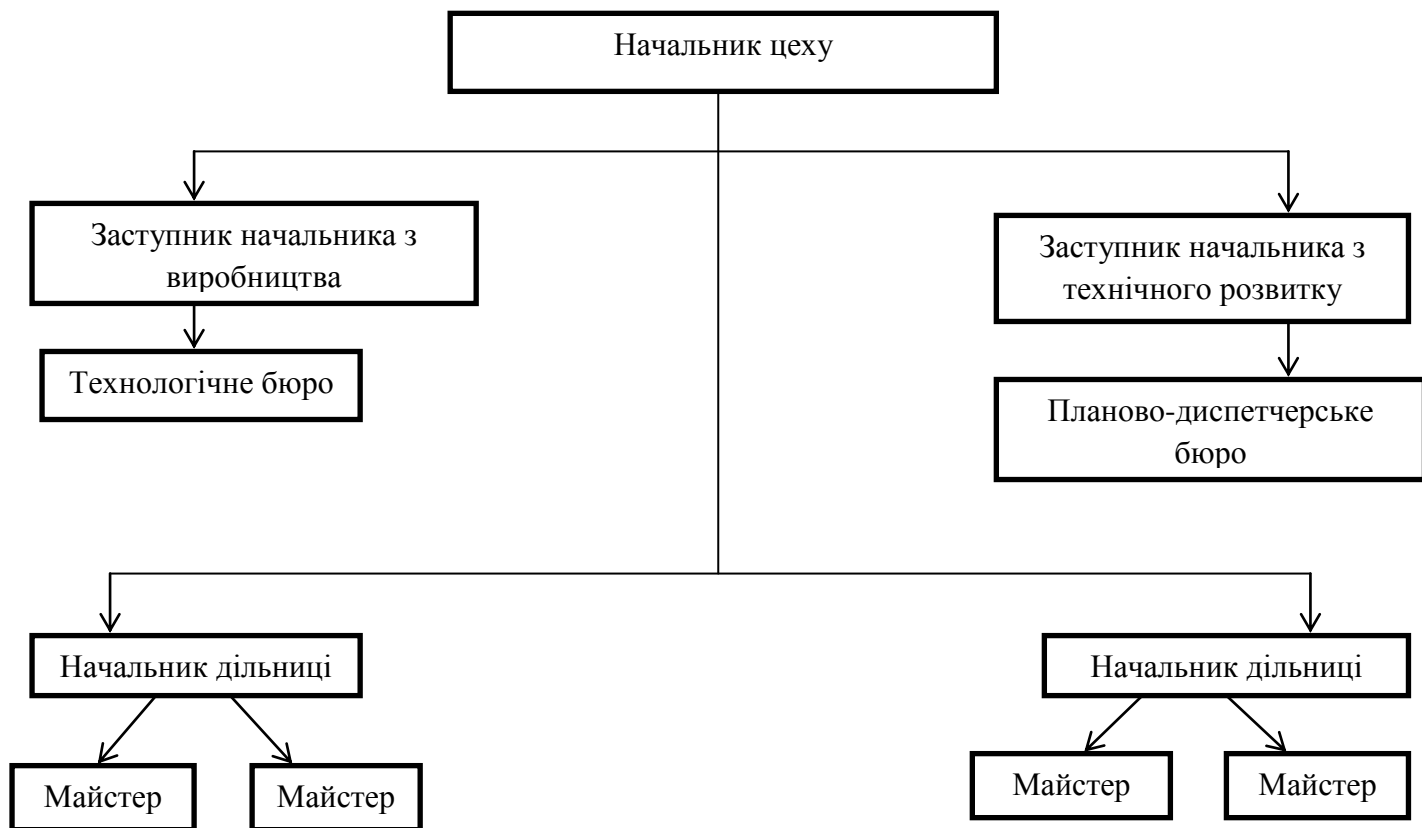 Начальник цеху
Заступник начальника з
виробництва
Заступник начальника з
технічного розвитку
Технологічне бюро
Планово-диспетчерське
бюро
Начальник дільниці
Начальник дільниці
Майстер
Майстер
Майстер
Майстер